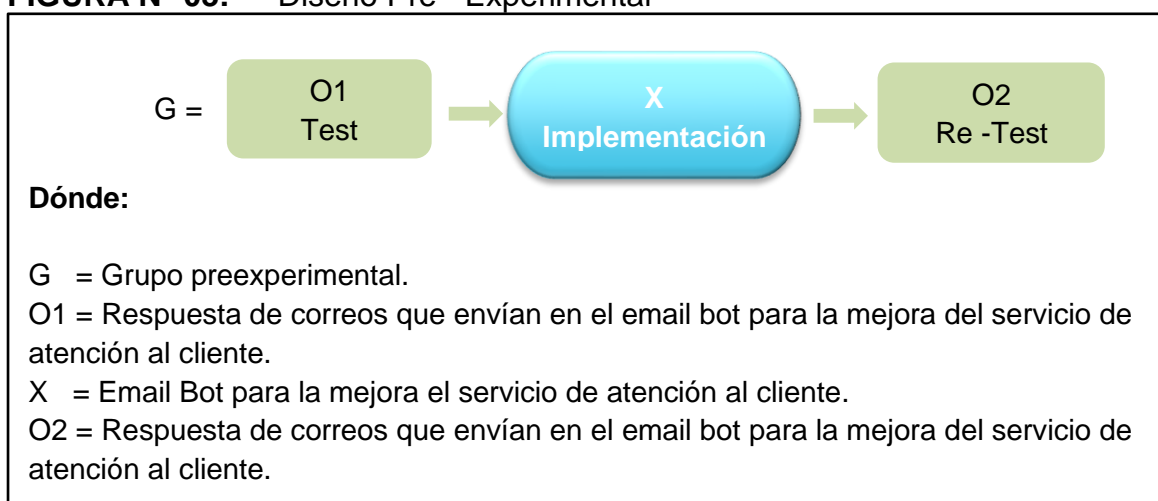 FIGURA N° 03: Diseño Pre - Experimental
G =
O1
Test
X
Implementación
O2
Re -Test
Dónde:
G = Grupo preexperimental.
O1 = Respuesta de correos que envían en el email bot para la mejora del servicio de
atención al cliente.
X = Email Bot para la mejora el servicio de atención al cliente.
O2 = Respuesta de correos que envían en el email bot para la mejora del servicio de
atención al cliente.